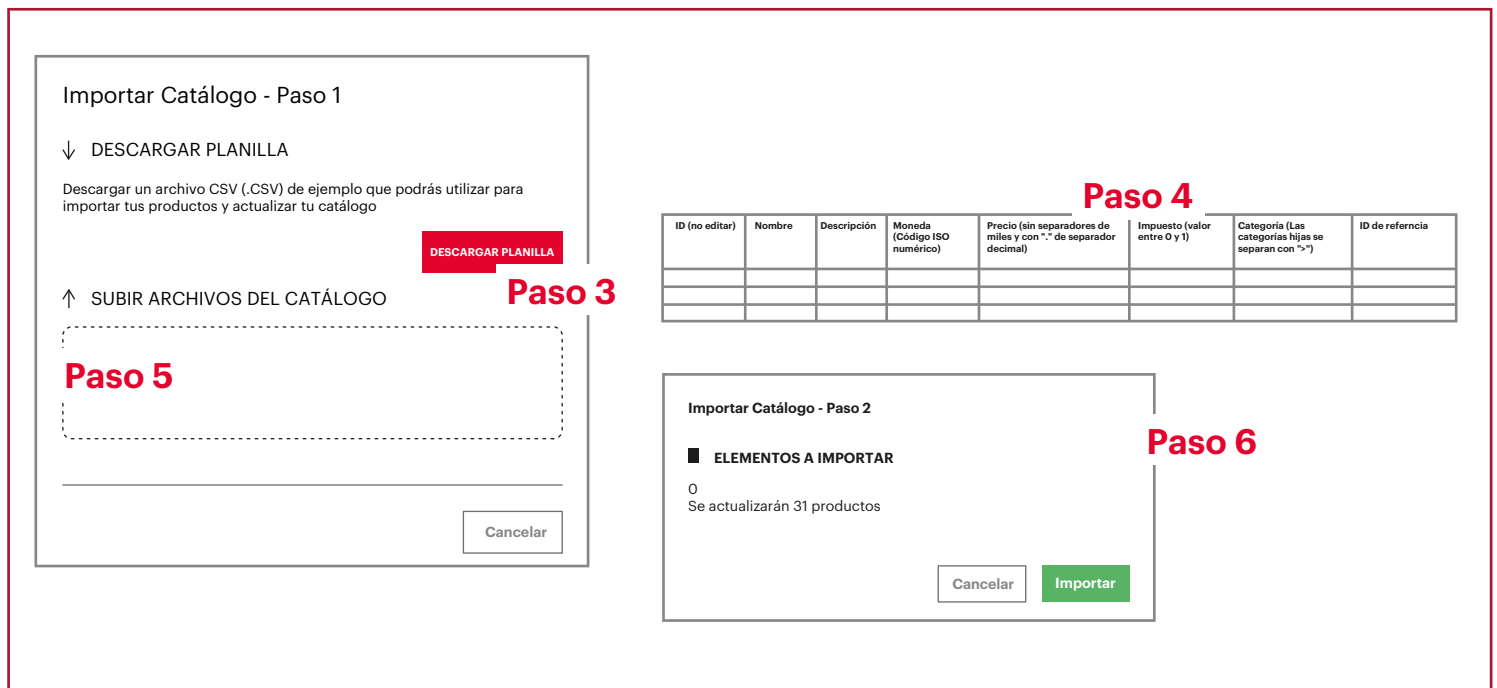 Importar Catálogo - Paso 1
DESCARGAR PLANILLA
Descargar un archivo CSV (.CSV) de ejemplo que podrás utilizar para
importar tus productos y actualizar tu catálogo
DESCARGAR PLANILLA
Paso 3
SUBIR ARCHIVOS DEL CATÁLOGO
Paso 5
Cancelar
Paso 4
ID (no editar)
Nombre
Descripción
Moneda
(Código ISO
numérico)
Precio (sin separadores de
miles y con "." de separador
decimal)
Impuesto (valor
entre 0 y 1)
Categoría (Las
categorías hijas se
separan con ">")
ID de referncia
Importar Catálogo - Paso 2
Paso 6
ELEMENTOS A IMPORTAR
0
Se actualizarán 31 productos
Cancelar
Importar